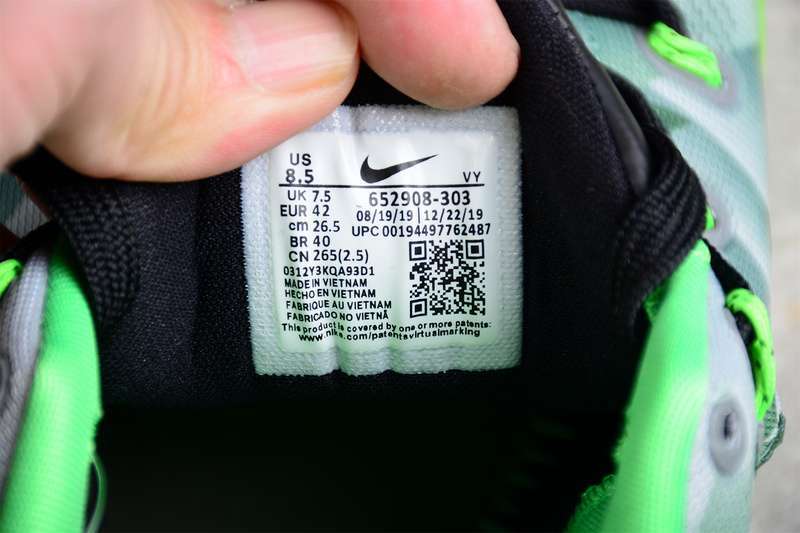 US
8.5
VY
UK 7.5
652908-303
EUR 42
08/19/19 | 12/22/19
cm 26.5
UPC 00194497762487
BR 40
CN 265(2.5)
0312Y3KQA93D1
MADE IN VIETNAM
HECHO EN VIETNAM
FABRIQUE AU VIETNAM
FABRICADO NO VIETNÃ
This product is covered by one or more patents:
www.nike.com/patentsvirtualmarking